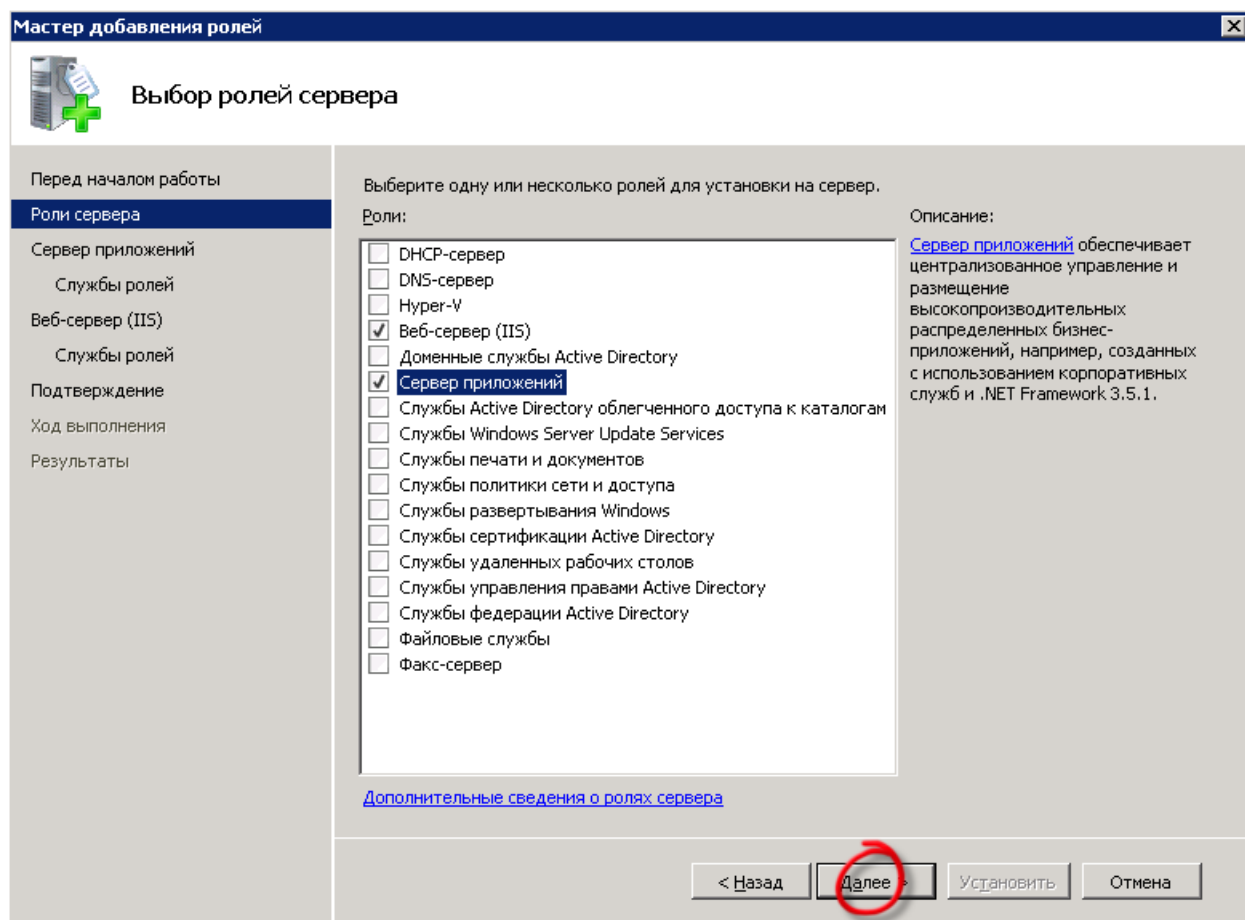 Мастер добавления ролей
Выбор ролей сервера
Перед началом работы
Роли сервера
Сервер приложений
Службы ролей
Веб-сервер (IIS)
Службы ролей
Подтверждение
Ход выполнения
Результаты
Выберите одну или несколько ролей для установки на сервер.
Роли:
DHCP-сервер
DNS-сервер
Hyper-V
Веб-сервер (IIS)
Доменные службы Active Directory
Сервер приложений
Службы Active Directory облегченного доступа к каталогам
Службы Windows Server Update Services
Службы печати и документов
Службы политики сети и доступа
Службы развертывания Windows
Службы сертификации Active Directory
Службы удаленных рабочих столов
Службы управления правами Active Directory
Службы федерации Active Directory
Файловые службы
Факс-сервер
Дополнительные сведения о ролях сервера
Описание:
Сервер приложений обеспечивает
централизованное управление и
размещение
высокопроизводительных
распределенных бизнес-
приложений, например, созданных
с использованием корпоративных
служб и .NET Framework 3.5.1.
< Назад
Далее >
Установить
Отмена